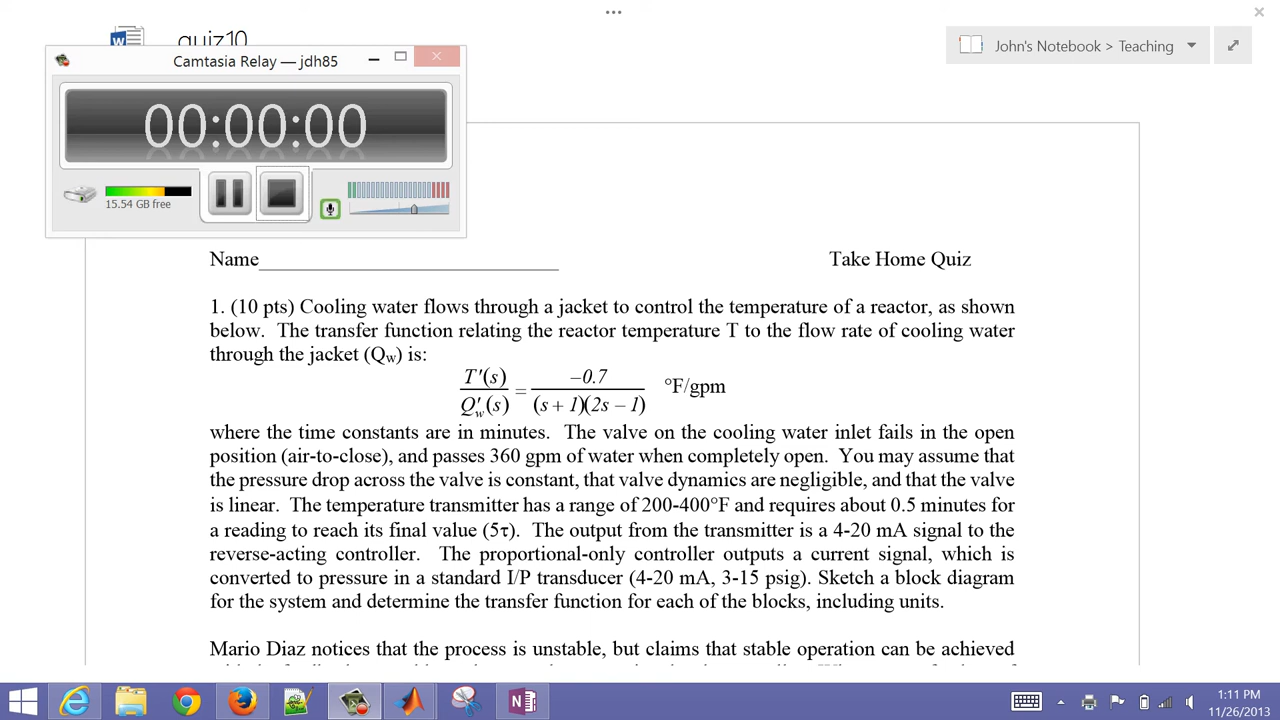 quiz10
John's Notebook > Teaching
Camtasia Relay — jdh85
00:00:00
15.54 GB free
Name
Take Home Quiz
1. (10 pts) Cooling water flows through a jacket to control the temperature of a reactor, as shown
below. The transfer function relating the reactor temperature T to the flow rate of cooling water
through the jacket (Qw) is:
T'(s) / Q'w(s) = −0.7 / (s + 1)(2s − 1) °F/gpm
where the time constants are in minutes. The valve on the cooling water inlet fails in the open
position (air-to-close), and passes 360 gpm of water when completely open. You may assume that
the pressure drop across the valve is constant, that valve dynamics are negligible, and that the valve
is linear. The temperature transmitter has a range of 200-400°F and requires about 0.5 minutes for
a reading to reach its final value (5τ). The output from the transmitter is a 4-20 mA signal to the
reverse-acting controller. The proportional-only controller outputs a current signal, which is
converted to pressure in a standard I/P transducer (4-20 mA, 3-15 psig). Sketch a block diagram
for the system and determine the transfer function for each of the blocks, including units.
Mario Diaz notices that the process is unstable, but claims that stable operation can be achieved
1:11 PM
11/26/2013